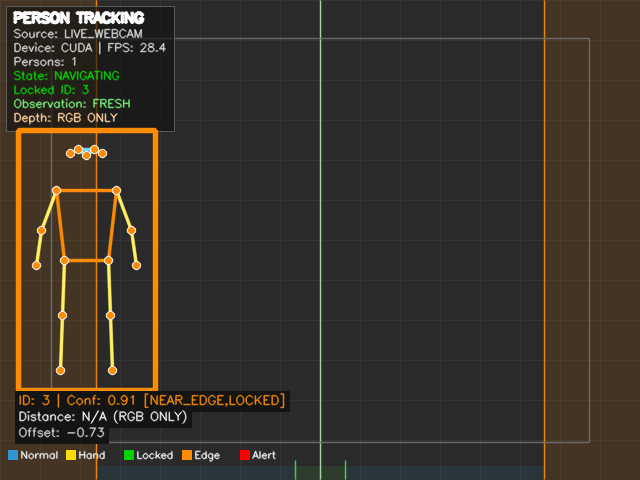 PERSON TRACKING
Source: LIVE_WEBCAM
Device: CUDA | FPS: 28.4
Persons: 1
State: NAVIGATING
Locked ID: 3
Observation: FRESH
Depth: RGB ONLY
ID: 3 | Conf: 0.91 [NEAR_EDGE,LOCKED]
Distance: N/A (RGB ONLY)
Offset: -0.73
Normal Hand Locked Edge Alert